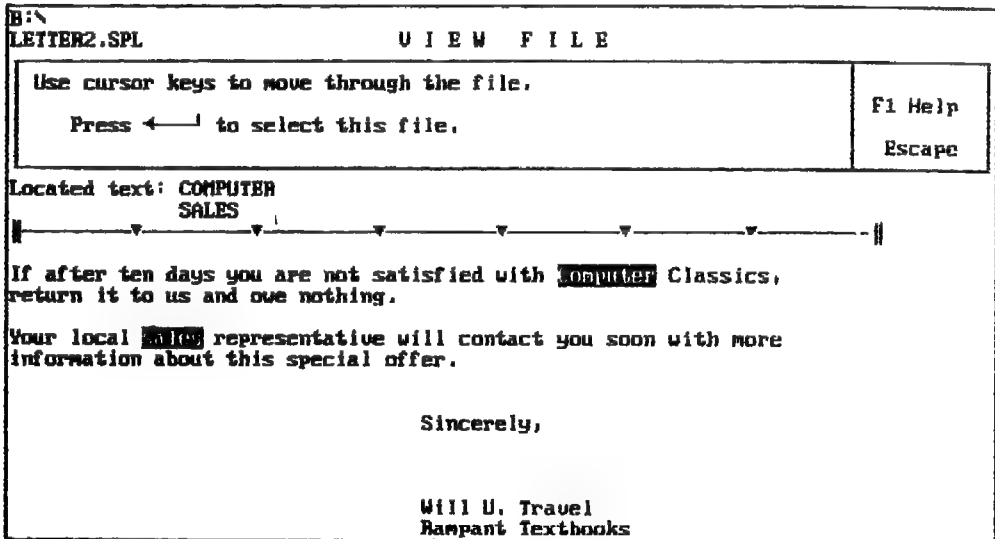 B:\
LETTER2.SPL V I E W F I L E
Use cursor keys to move through the file.
F1 Help
Press ←┘ to select this file.
Escape
Located text: COMPUTER
SALES
If after ten days you are not satisfied with Computer Classics,
return it to us and owe nothing.
Your local sales representative will contact you soon with more
information about this special offer.
Sincerely,
Will U. Travel
Rampant Textbooks